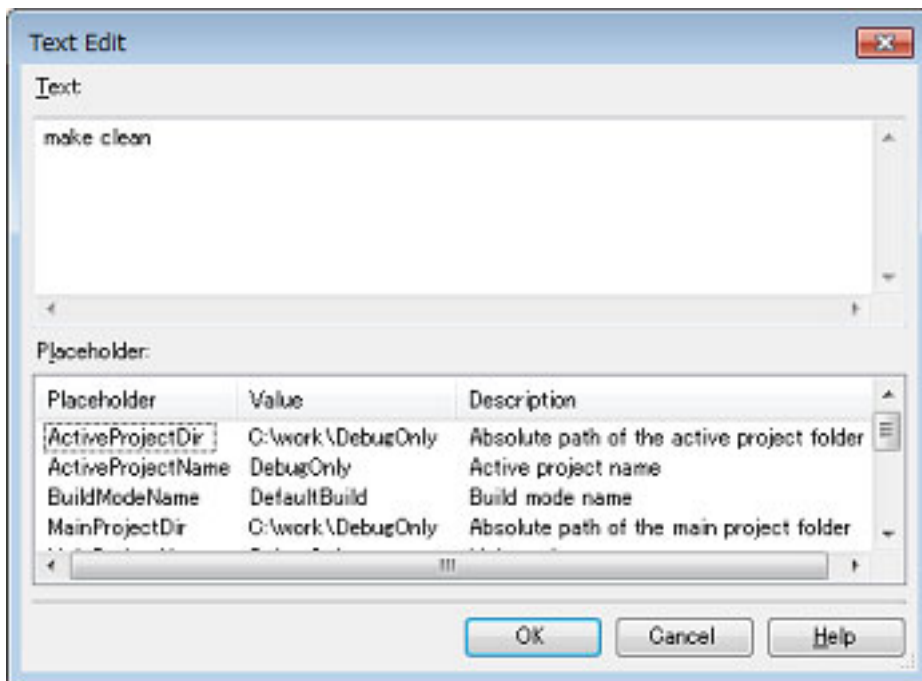 Text Edit
Text:
make clean
Placeholder:
Placeholder Value Description
ActiveProjectDir C:\work\DebugOnly Absolute path of the active project folder
ActiveProjectName DebugOnly Active project name
BuildModeName DefaultBuild Build mode name
MainProjectDir C:\work\DebugOnly Absolute path of the main project folder
OK Cancel Help